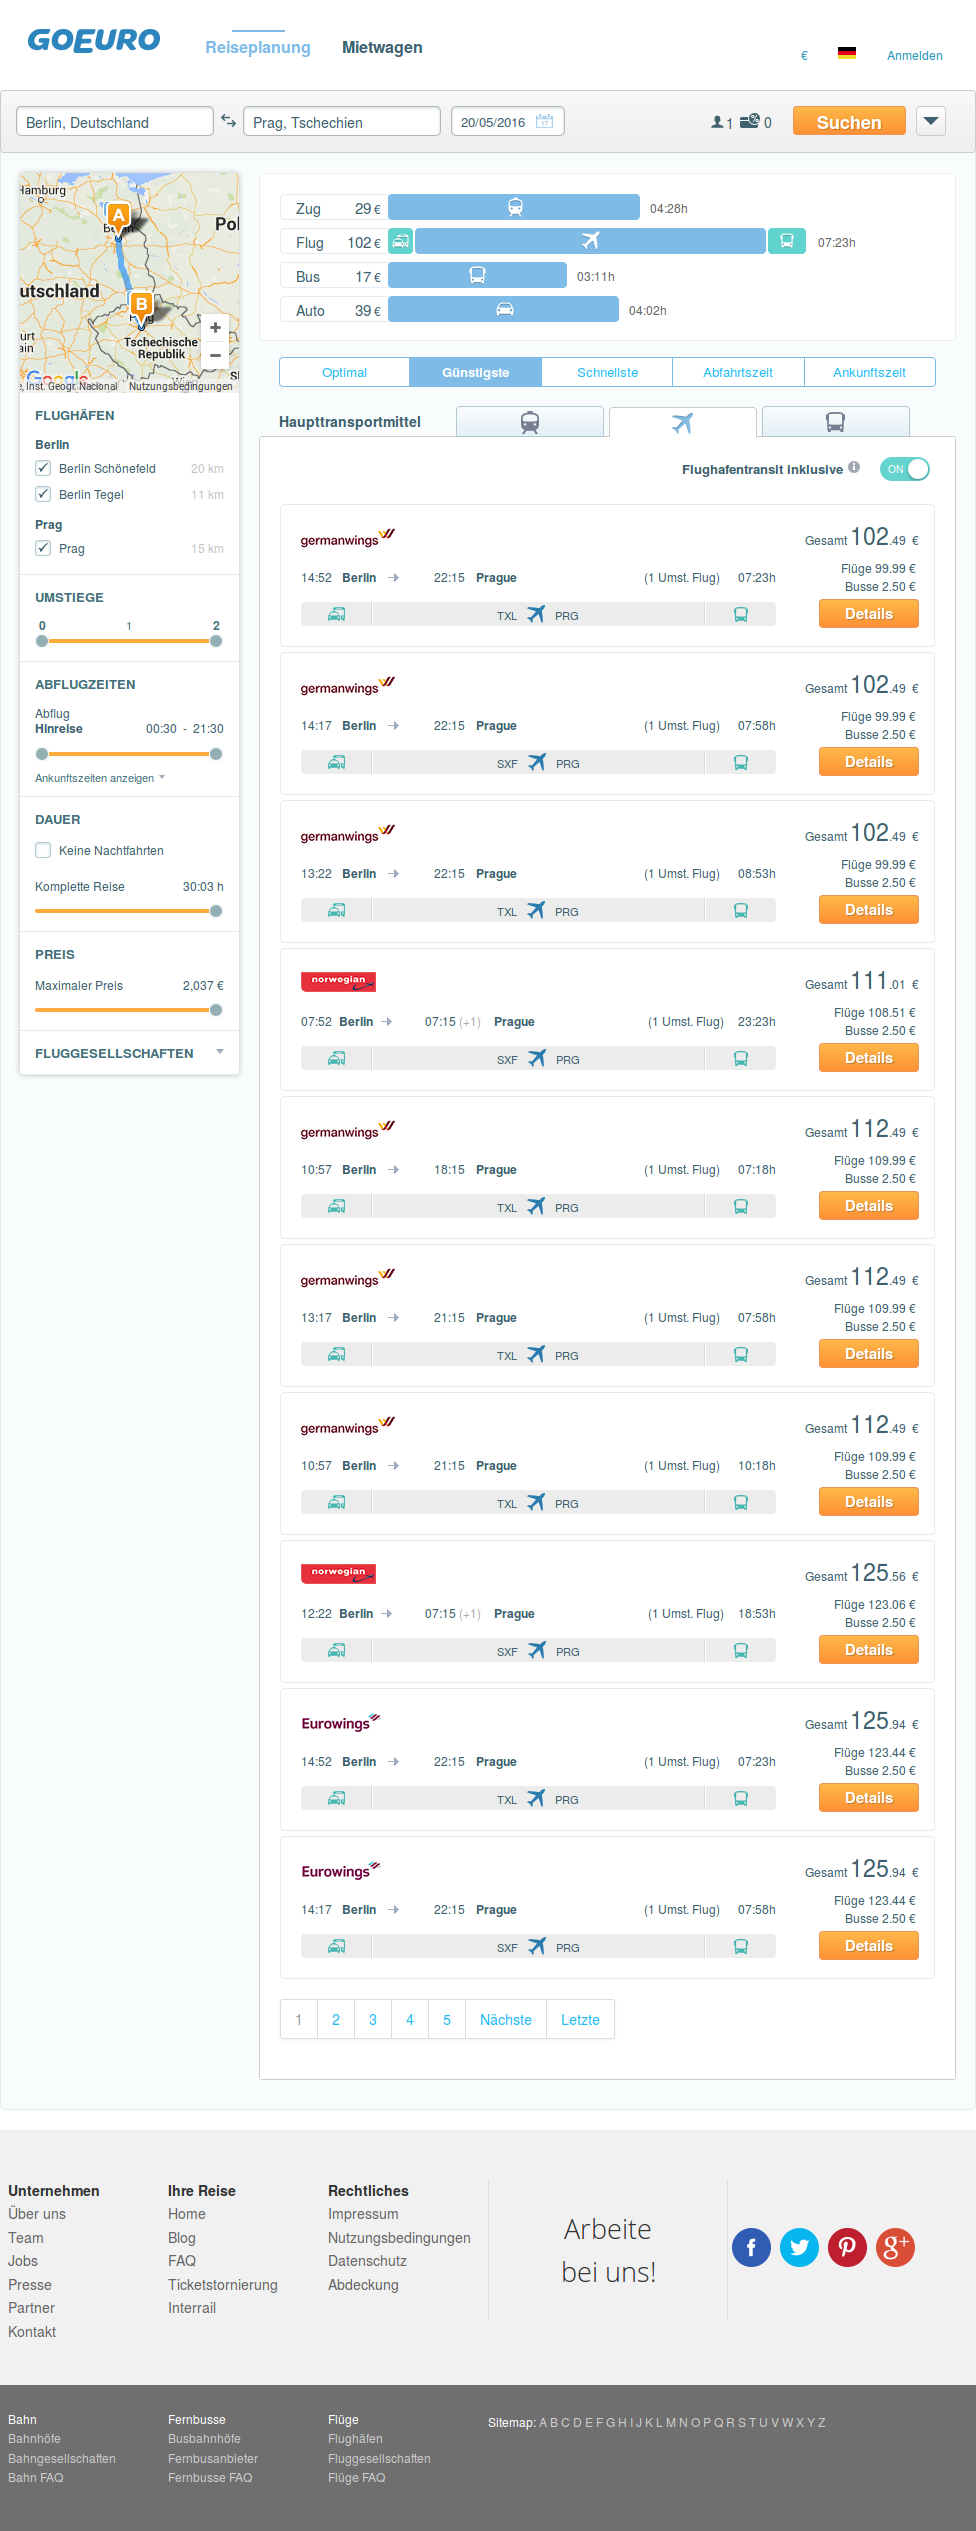 GOEURO
Reiseplanung Mietwagen
€ Anmelden
Berlin, Deutschland Prag, Tschechien 20/05/2016 1 0 Suchen
Hamburg
A
Pol
utschland
B
Tschechische
Republik
+
−
Nutzungsbedingungen
Zug 29 € 04:28h
Flug 102 € 07:23h
Bus 17 € 03:11h
Auto 39 € 04:02h
Optimal Günstigste Schnellste Abfahrtszeit Ankunftszeit
Haupttransportmittel
Flughafentransit inklusive ON
FLUGHÄFEN
Berlin
Berlin Schönefeld 20 km
Berlin Tegel 11 km
Prag
Prag 15 km
UMSTIEGE
0 1 2
ABFLUGZEITEN
Abflug
Hinreise 00:30 - 21:30
Ankunftszeiten anzeigen
DAUER
Keine Nachtfahrten
Komplette Reise 30:03 h
PREIS
Maximaler Preis 2,037 €
FLUGGESELLSCHAFTEN
germanwings Gesamt 102.49 €
Flüge 99.99 €
14:52 Berlin 22:15 Prague (1 Umst. Flug) 07:23h
Busse 2.50 €
TXL PRG Details
germanwings Gesamt 102.49 €
Flüge 99.99 €
14:17 Berlin 22:15 Prague (1 Umst. Flug) 07:58h
Busse 2.50 €
SXF PRG Details
germanwings Gesamt 102.49 €
Flüge 99.99 €
13:22 Berlin 22:15 Prague (1 Umst. Flug) 08:53h
Busse 2.50 €
TXL PRG Details
norwegian Gesamt 111.01 €
Flüge 108.51 €
07:52 Berlin 07:15 (+1) Prague (1 Umst. Flug) 23:23h
Busse 2.50 €
SXF PRG Details
germanwings Gesamt 112.49 €
Flüge 109.99 €
10:57 Berlin 18:15 Prague (1 Umst. Flug) 07:18h
Busse 2.50 €
TXL PRG Details
germanwings Gesamt 112.49 €
Flüge 109.99 €
13:17 Berlin 21:15 Prague (1 Umst. Flug) 07:58h
Busse 2.50 €
TXL PRG Details
germanwings Gesamt 112.49 €
Flüge 109.99 €
10:57 Berlin 21:15 Prague (1 Umst. Flug) 10:18h
Busse 2.50 €
TXL PRG Details
norwegian Gesamt 125.56 €
Flüge 123.06 €
12:22 Berlin 07:15 (+1) Prague (1 Umst. Flug) 18:53h
Busse 2.50 €
SXF PRG Details
Eurowings Gesamt 125.94 €
Flüge 123.44 €
14:52 Berlin 22:15 Prague (1 Umst. Flug) 07:23h
Busse 2.50 €
TXL PRG Details
Eurowings Gesamt 125.94 €
Flüge 123.44 €
14:17 Berlin 22:15 Prague (1 Umst. Flug) 07:58h
Busse 2.50 €
SXF PRG Details
1 2 3 4 5 Nächste Letzte
Unternehmen
Über uns
Team
Jobs
Presse
Partner
Kontakt
Ihre Reise
Home
Blog
FAQ
Ticketstornierung
Interrail
Rechtliches
Impressum
Nutzungsbedingungen
Datenschutz
Abdeckung
Arbeite
bei uns!
Bahn
Bahnhöfe
Bahngesellschaften
Bahn FAQ
Fernbusse
Busbahnhöfe
Fernbusanbieter
Fernbusse FAQ
Flüge
Flughäfen
Fluggesellschaften
Flüge FAQ
Sitemap: A B C D E F G H I J K L M N O P Q R S T U V W X Y Z